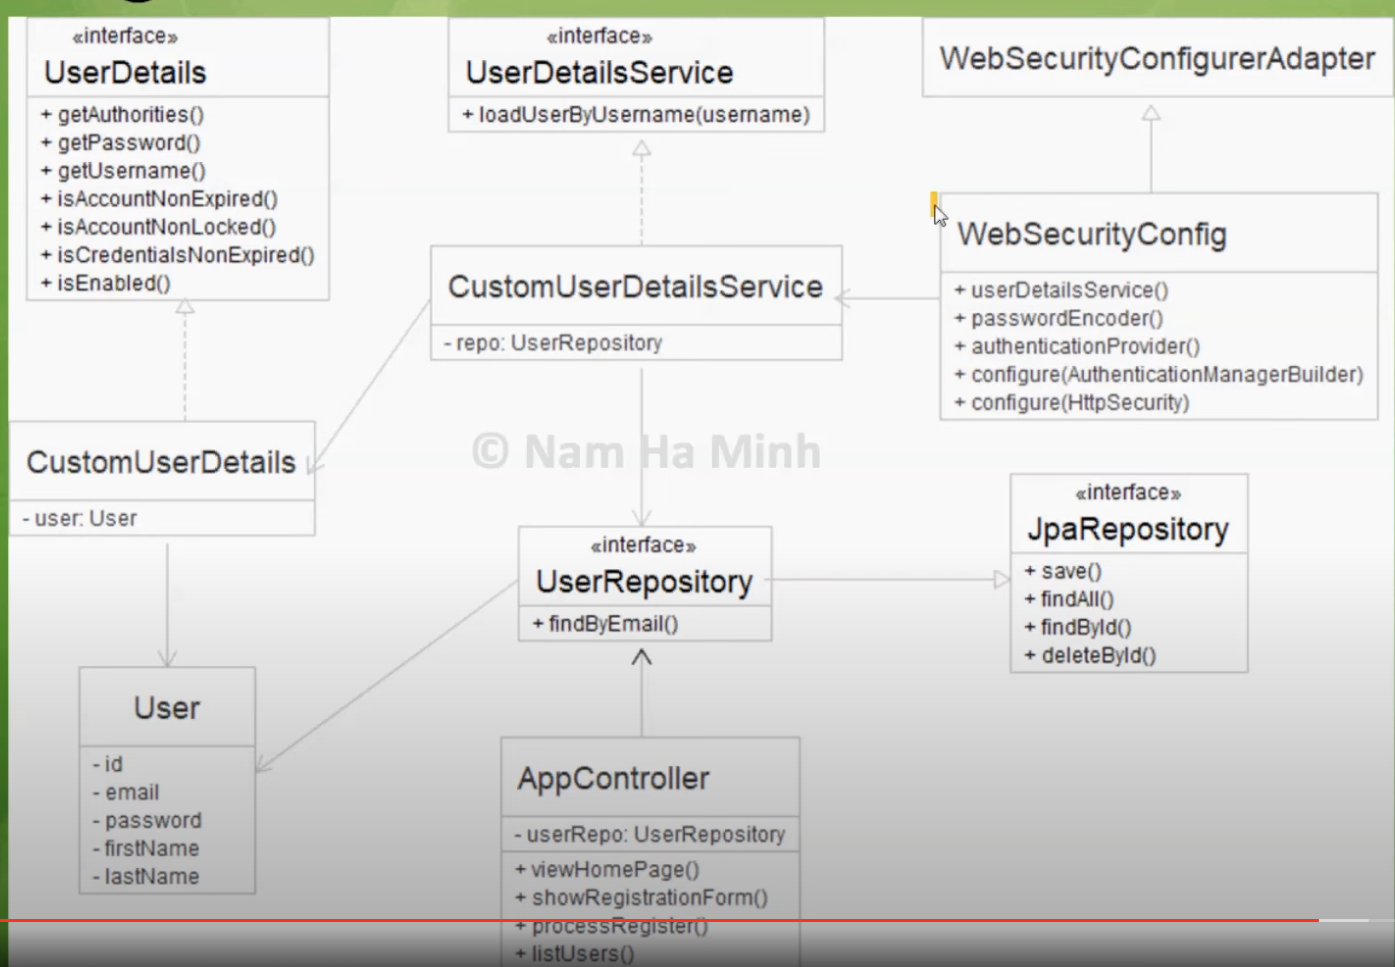 «interface»
UserDetails
+ getAuthorities()
+ getPassword()
+ getUsername()
+ isAccountNonExpired()
+ isAccountNonLocked()
+ isCredentialsNonExpired()
+ isEnabled()
«interface»
UserDetailsService
+ loadUserByUsername(username)
WebSecurityConfigurerAdapter
WebSecurityConfig
+ userDetailsService()
+ passwordEncoder()
+ authenticationProvider()
+ configure(AuthenticationManagerBuilder)
+ configure(HttpSecurity)
CustomUserDetailsService
- repo: UserRepository
CustomUserDetails
- user: User
© Nam Ha Minh
«interface»
UserRepository
+ findByEmail()
«interface»
JpaRepository
+ save()
+ findAll()
+ findById()
+ deleteById()
User
- id
- email
- password
- firstName
- lastName
AppController
- userRepo: UserRepository
+ viewHomePage()
+ showRegistrationForm()
+ processRegister()
+ listUsers()